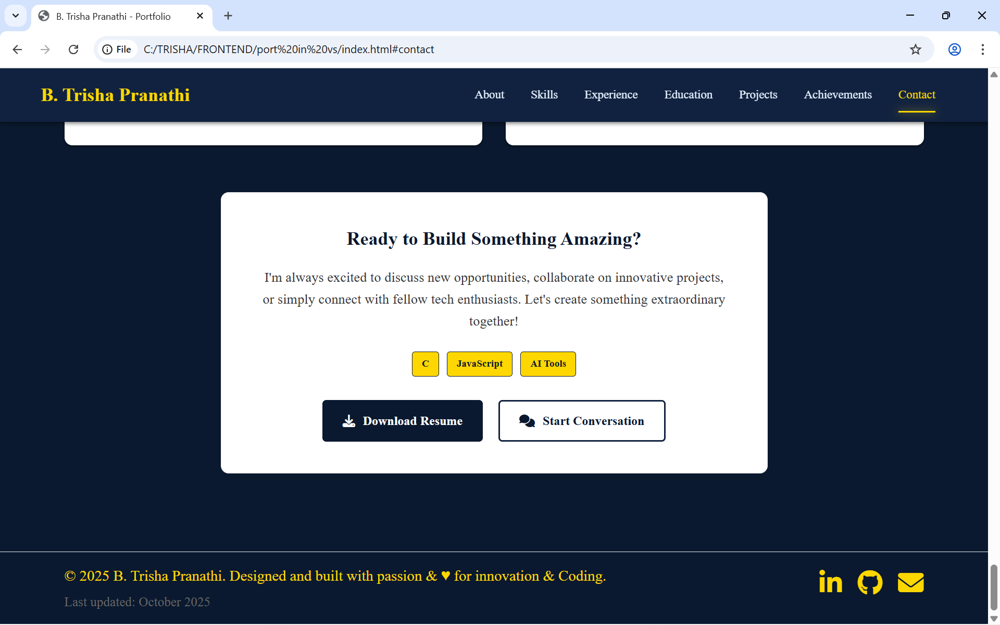 B. Trisha Pranathi - Portfolio
File C:/TRISHA/FRONTEND/port%20in%20vs/index.html#contact
B. Trisha Pranathi
About Skills Experience Education Projects Achievements Contact
Ready to Build Something Amazing?
I'm always excited to discuss new opportunities, collaborate on innovative projects,
or simply connect with fellow tech enthusiasts. Let's create something extraordinary
together!
C JavaScript AI Tools
Download Resume Start Conversation
© 2025 B. Trisha Pranathi. Designed and built with passion & ♥ for innovation & Coding.
Last updated: October 2025